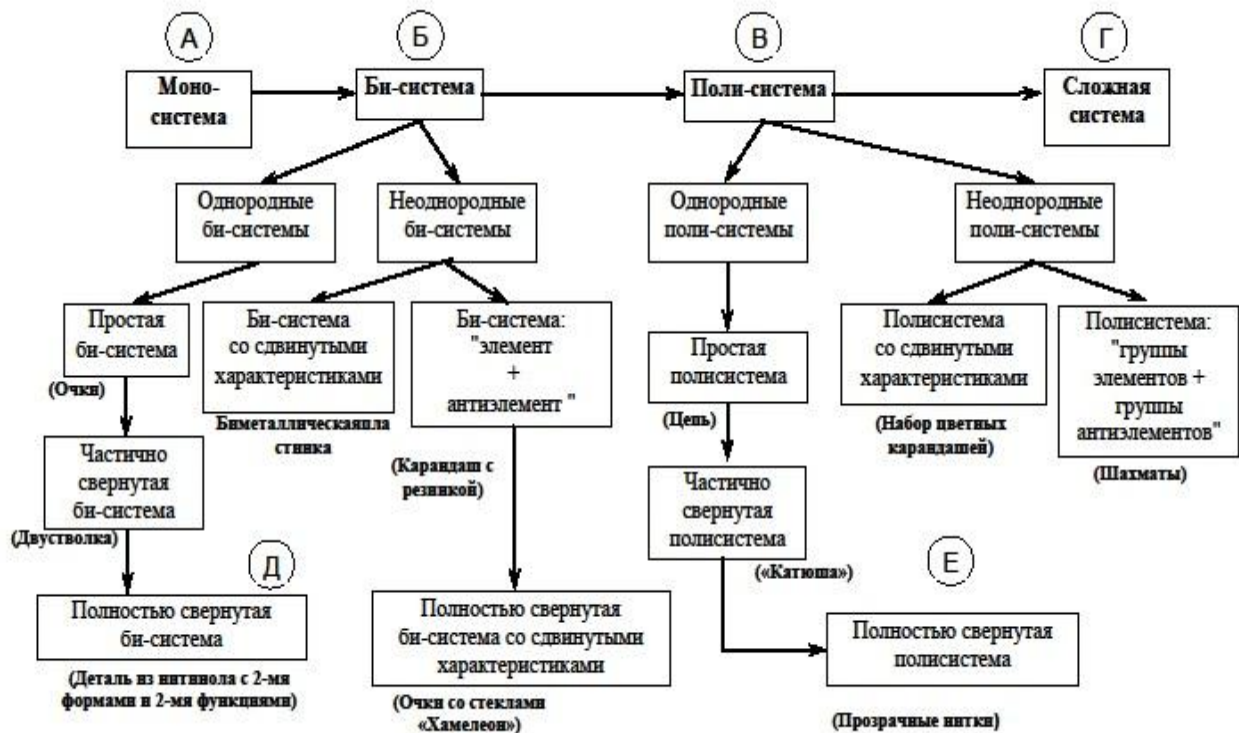 А
Б
В
Г
Моно-
система
Би-система
Поли-система
Сложная
система
Однородные
би-системы
Неоднородные
би-системы
Однородные
поли-системы
Неоднородные
поли-системы
Простая
би-система
(Очки)
Би-система
со сдвинутыми
характеристиками
Биметаллическаяпла
стинка
Би-система:
"элемент
+
антиэлемент "
(Карандаш с
резинкой)
Простая
полисистема
(Цепь)
Полисистема
со сдвинутыми
характеристиками
(Набор цветных
карандашей)
Полисистема:
"группы
элементов +
группы
антиэлементов"
(Шахматы)
Частично
свернутая
би-система
(Двустволка)
Частично
свернутая
полисистема
(«Катюша»)
Д
Е
Полностью свернутая
би-система
(Деталь из нитинола с 2-мя
формами и 2-мя функциями)
Полностью свернутая
би-система со сдвинутыми
характеристиками
(Очки со стеклами
«Хамелеон»)
Полностью свернутая
полисистема
(Прозрачные нитки)